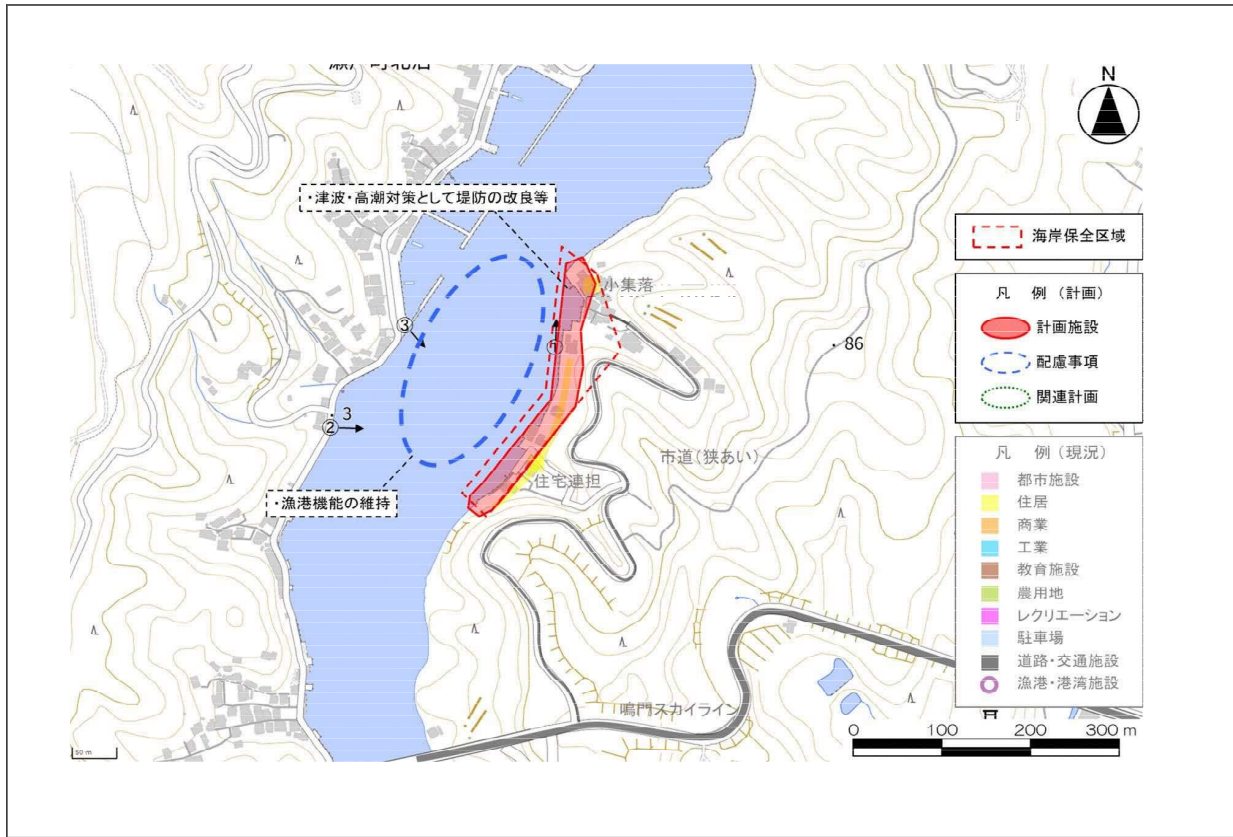 N
・津波・高潮対策として堤防の改良等
海岸保全区域
小集落
凡 例 (計画)
計画施設
③
86
配慮事項
関連計画
3
②
凡 例 (現況)
市道(狭あい)
都市施設
住宅連担
住居
・漁港機能の維持
商業
工業
教育施設
農用地
レクリエーション
駐車場
道路・交通施設
漁港・港湾施設
鳴門スカイライン
0 100 200 300 m
50 m